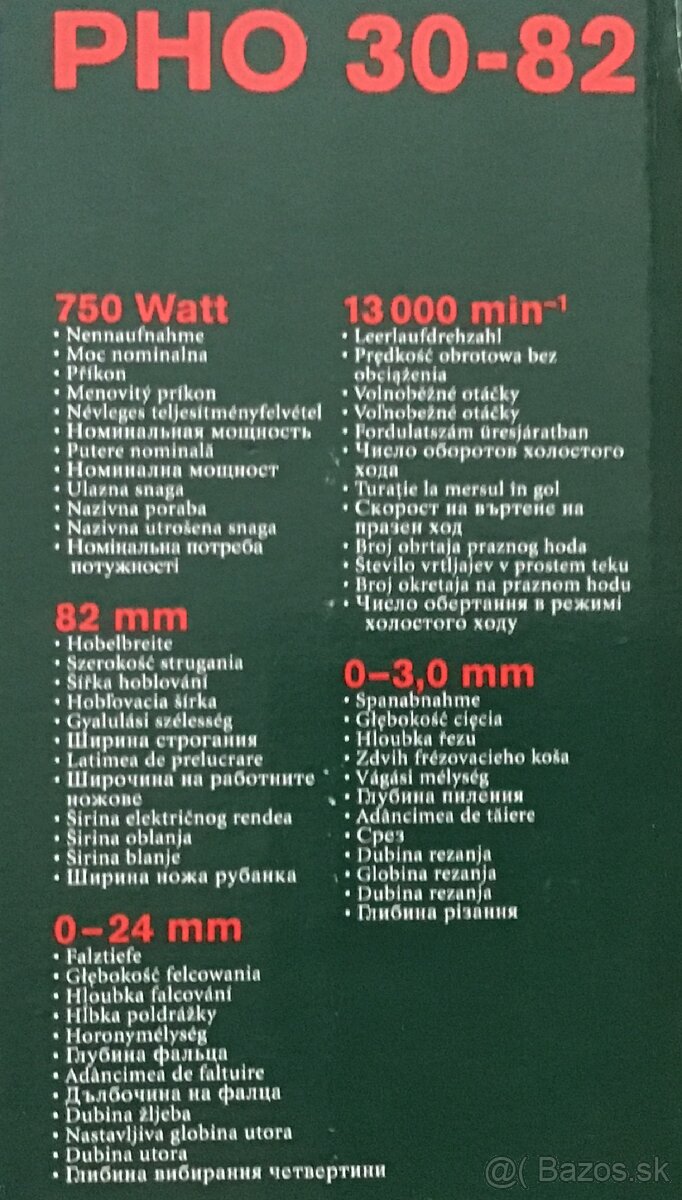 PHO 30-82
750 Watt
• Nennaufnahme
• Moc nominalna
• Příkon
• Menovitý príkon
• Névleges teljesítményfelvétel
• Номинальная мощность
• Putere nominală
• Номинална мощност
• Ulazna snaga
• Nazivna poraba
• Nazivna utrošena snaga
• Номінальна потреба
потужності
82 mm
• Hobelbreite
• Szerokość strugania
• Šířka hoblování
• Hobľovacia šírka
• Gyalulási szélesség
• Ширина строгания
• Latimea de prelucrare
• Широчина на работните
ножове
• Širina električnog rendea
• Širina oblanja
• Širina blanje
• Ширина ножа рубанка
0–24 mm
• Falztiefe
• Głębokość felcowania
• Hloubka falcování
• Hĺbka poldrážky
• Horonymélység
• Глубина фальца
• Adâncimea de faltuire
• Дълбочина на фалца
• Dubina žljeba
• Nastavljiva globina utora
• Dubina utora
• Глибина вибирання четвертини
13 000 min⁻¹
• Leerlaufdrehzahl
• Prędkość obrotowa bez
obciążenia
• Volnoběžné otáčky
• Voľnobežné otáčky
• Fordulatszám üresjáratban
• Число оборотов холостого
хода
• Turaţie la mersul în gol
• Скорост на въртене на
празен ход
• Broj obrtaja praznog hoda
• Število vrtljajev v prostem teku
• Broj okretaja na praznom hodu
• Число обертання в режимі
холостого ходу
0–3,0 mm
• Spanabnahme
• Głębokość cięcia
• Hloubka řezu
• Zdvih frézovacieho koša
• Vágási mélység
• Глубина пиления
• Adâncimea de tăiere
• Срез
• Dubina rezanja
• Globina rezanja
• Dubina rezanja
• Глибина різання
@( Bazos.sk